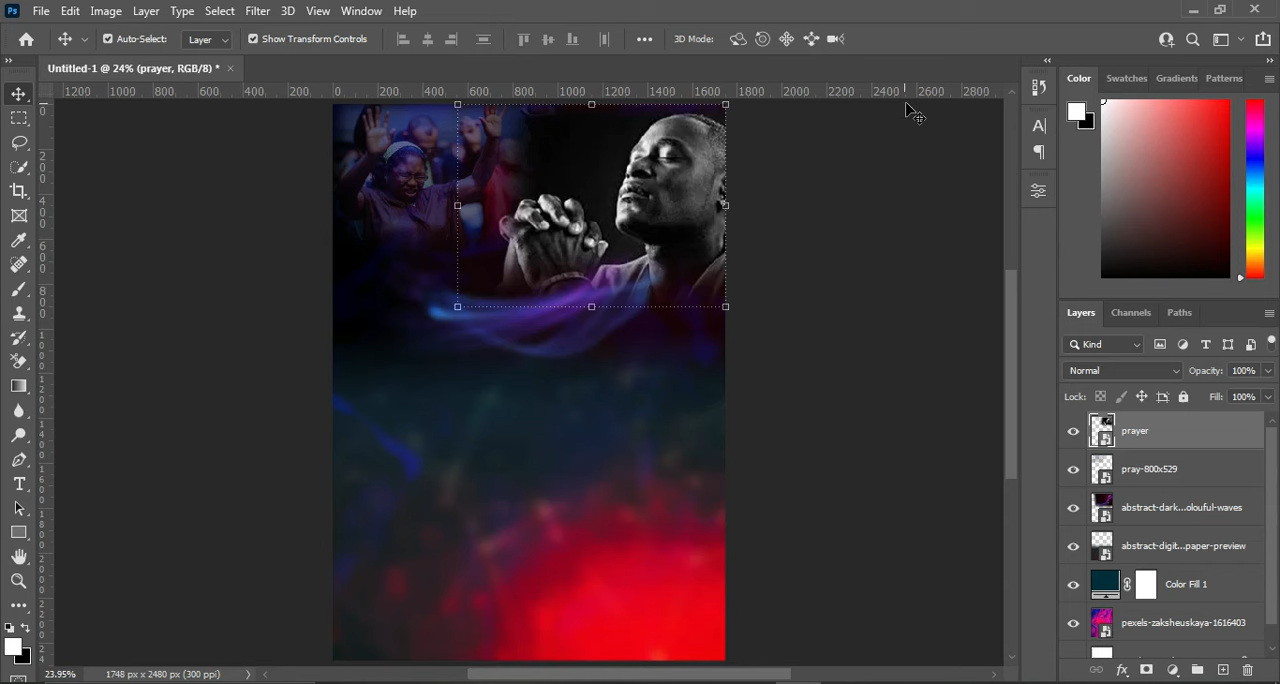 Ps File Edit Image Layer Type Select Filter 3D View Window Help
Auto-Select: Layer Show Transform Controls 3D Mode:
Untitled-1 @ 24% (prayer, RGB/8) *
1200 1000 800 600 400 200 0 200 400 600 800 1000 1200 1400 1600 1800 2000 2200 2400 2600 2800
Color Swatches Gradients Patterns
Layers Channels Paths
Kind
Normal Opacity: 100%
Lock: Fill: 100%
prayer
pray-800x529
abstract-dark...olouful-waves
abstract-digit...paper-preview
Color Fill 1
pexels-zaksheuskaya-1616403
23.95% 1748 px x 2480 px (300 ppi)